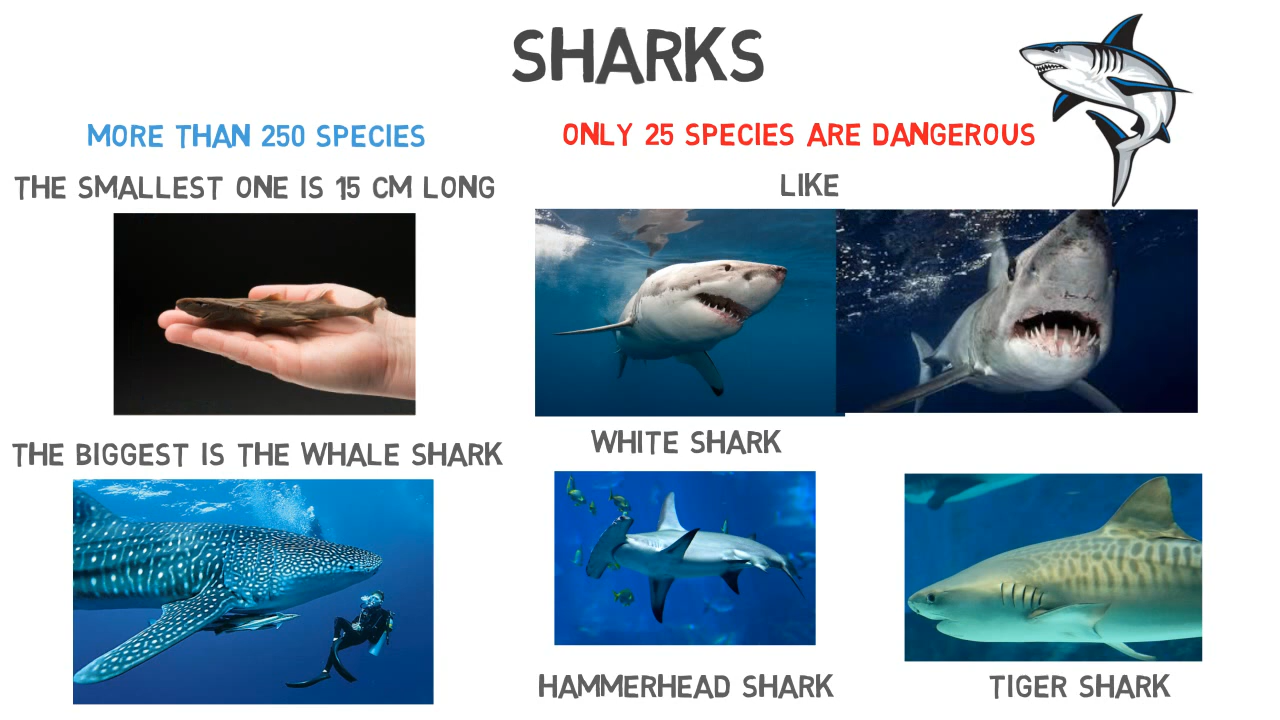 SHARKS
MORE THAN 250 SPECIES
THE SMALLEST ONE IS 15 CM LONG
THE BIGGEST IS THE WHALE SHARK
ONLY 25 SPECIES ARE DANGEROUS
LIKE
WHITE SHARK
HAMMERHEAD SHARK
TIGER SHARK